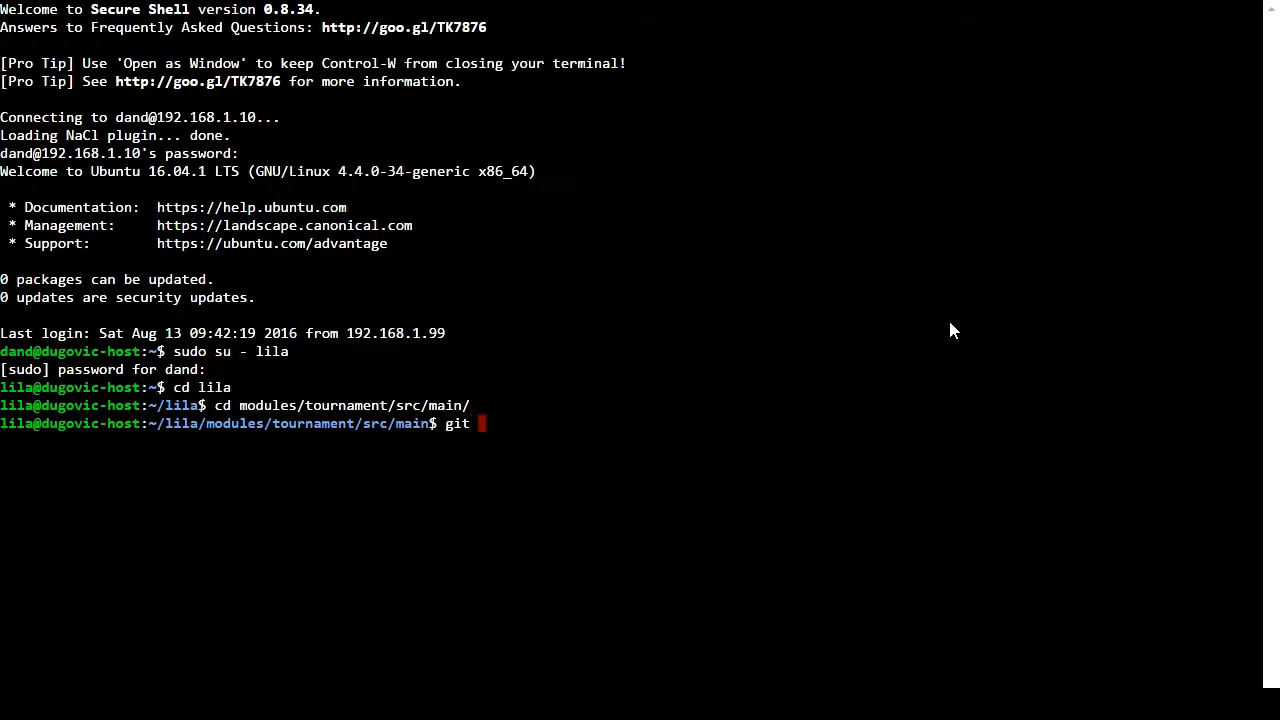 Welcome to Secure Shell version 0.8.34.
Answers to Frequently Asked Questions: http://goo.gl/TK7876
[Pro Tip] Use 'Open as Window' to keep Control-W from closing your terminal!
[Pro Tip] See http://goo.gl/TK7876 for more information.
Connecting to dand@192.168.1.10...
Loading NaCl plugin... done.
dand@192.168.1.10's password:
Welcome to Ubuntu 16.04.1 LTS (GNU/Linux 4.4.0-34-generic x86_64)
* Documentation:  https://help.ubuntu.com
* Management:     https://landscape.canonical.com
* Support:        https://ubuntu.com/advantage
0 packages can be updated.
0 updates are security updates.
Last login: Sat Aug 13 09:42:19 2016 from 192.168.1.99
dand@dugovic-host:~$ sudo su - lila
[sudo] password for dand:
lila@dugovic-host:~$ cd lila
lila@dugovic-host:~/lila$ cd modules/tournament/src/main/
lila@dugovic-host:~/lila/modules/tournament/src/main$ git